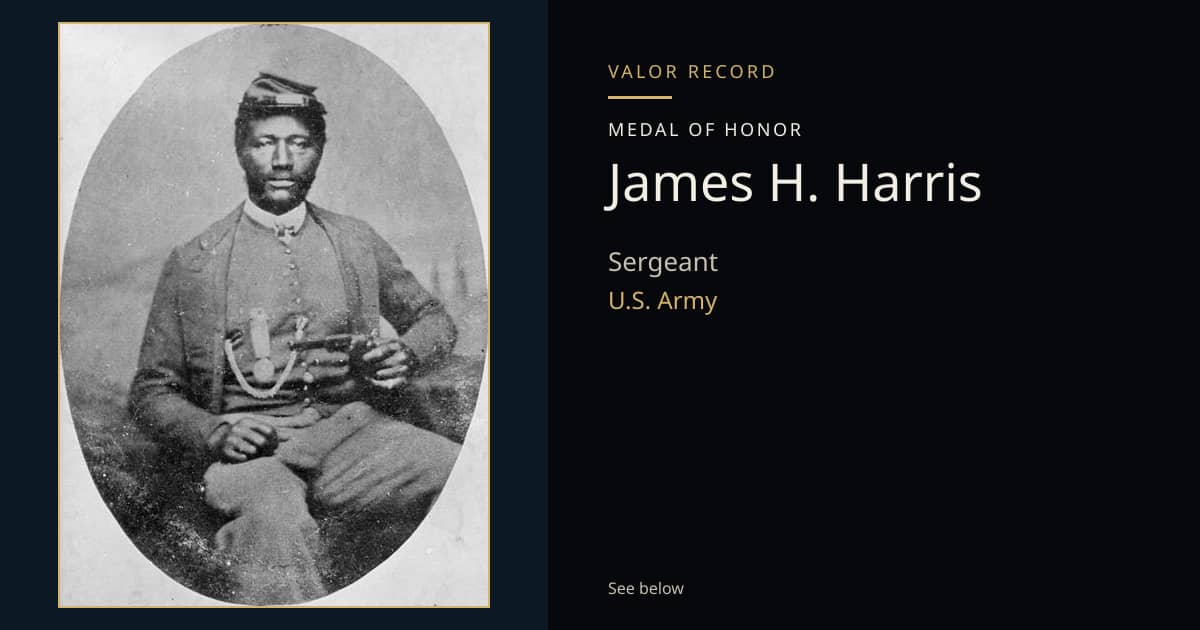 VALOR RECORD
MEDAL OF HONOR
James H. Harris
Sergeant
U.S. Army
See below